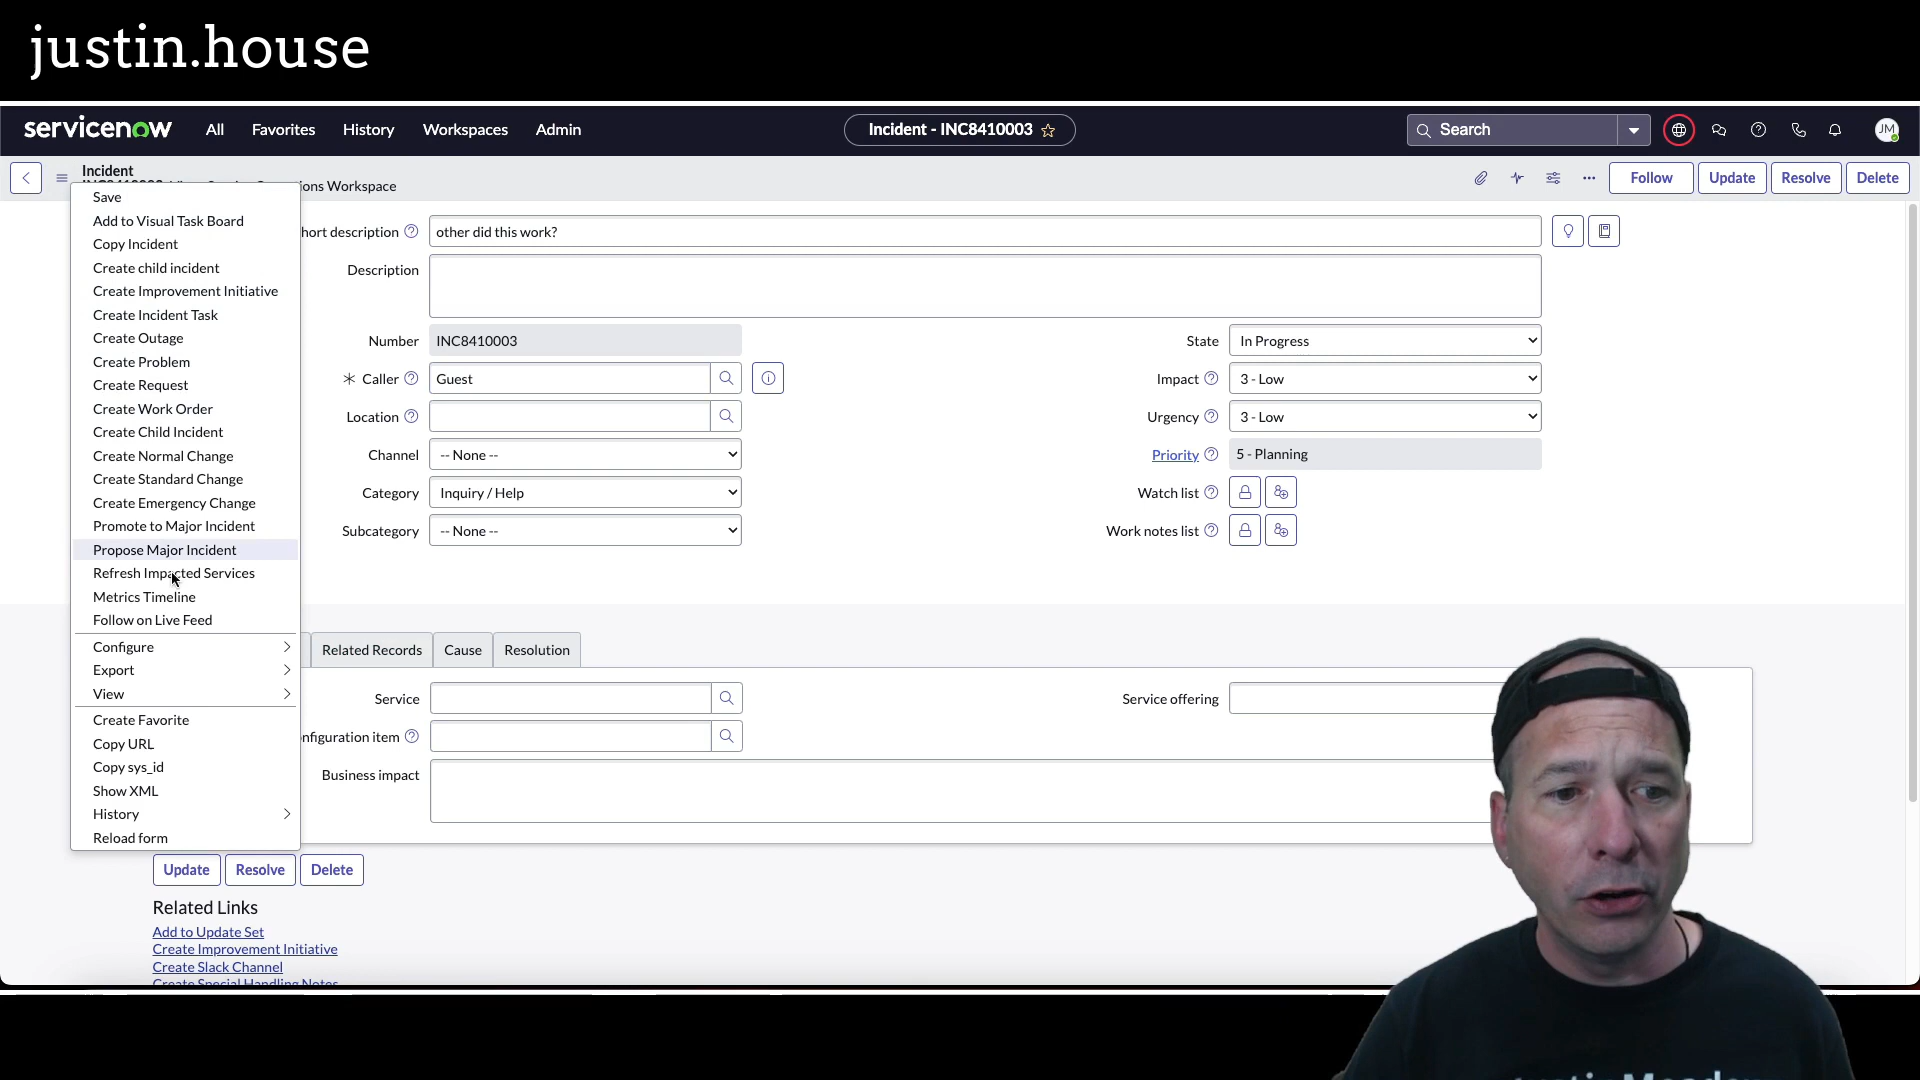 justin.house
servicenow
All
Favorites
History
Workspaces
Admin
Incident - INC8410003
Search
JM
Incident
Follow
Update
Resolve
Delete
Save
Add to Visual Task Board
Copy Incident
Create child incident
Create Improvement Initiative
Create Incident Task
Create Outage
Create Problem
Create Request
Create Work Order
Create Child Incident
Create Normal Change
Create Standard Change
Create Emergency Change
Promote to Major Incident
Propose Major Incident
Refresh Impacted Services
Metrics Timeline
Follow on Live Feed
Configure
Export
View
Create Favorite
Copy URL
Copy sys_id
Show XML
History
Reload form
Workspace
hort description
other did this work?
Description
Number
INC8410003
Caller
Guest
Location
Channel
-- None --
Category
Inquiry / Help
Subcategory
-- None --
State
In Progress
Impact
3 - Low
Urgency
3 - Low
Priority
5 - Planning
Watch list
Work notes list
Related Records
Cause
Resolution
Service
Service offering
nfiguration item
Business impact
Update
Resolve
Delete
Related Links
Add to Update Set
Create Improvement Initiative
Create Slack Channel
Create Special Handling Notes